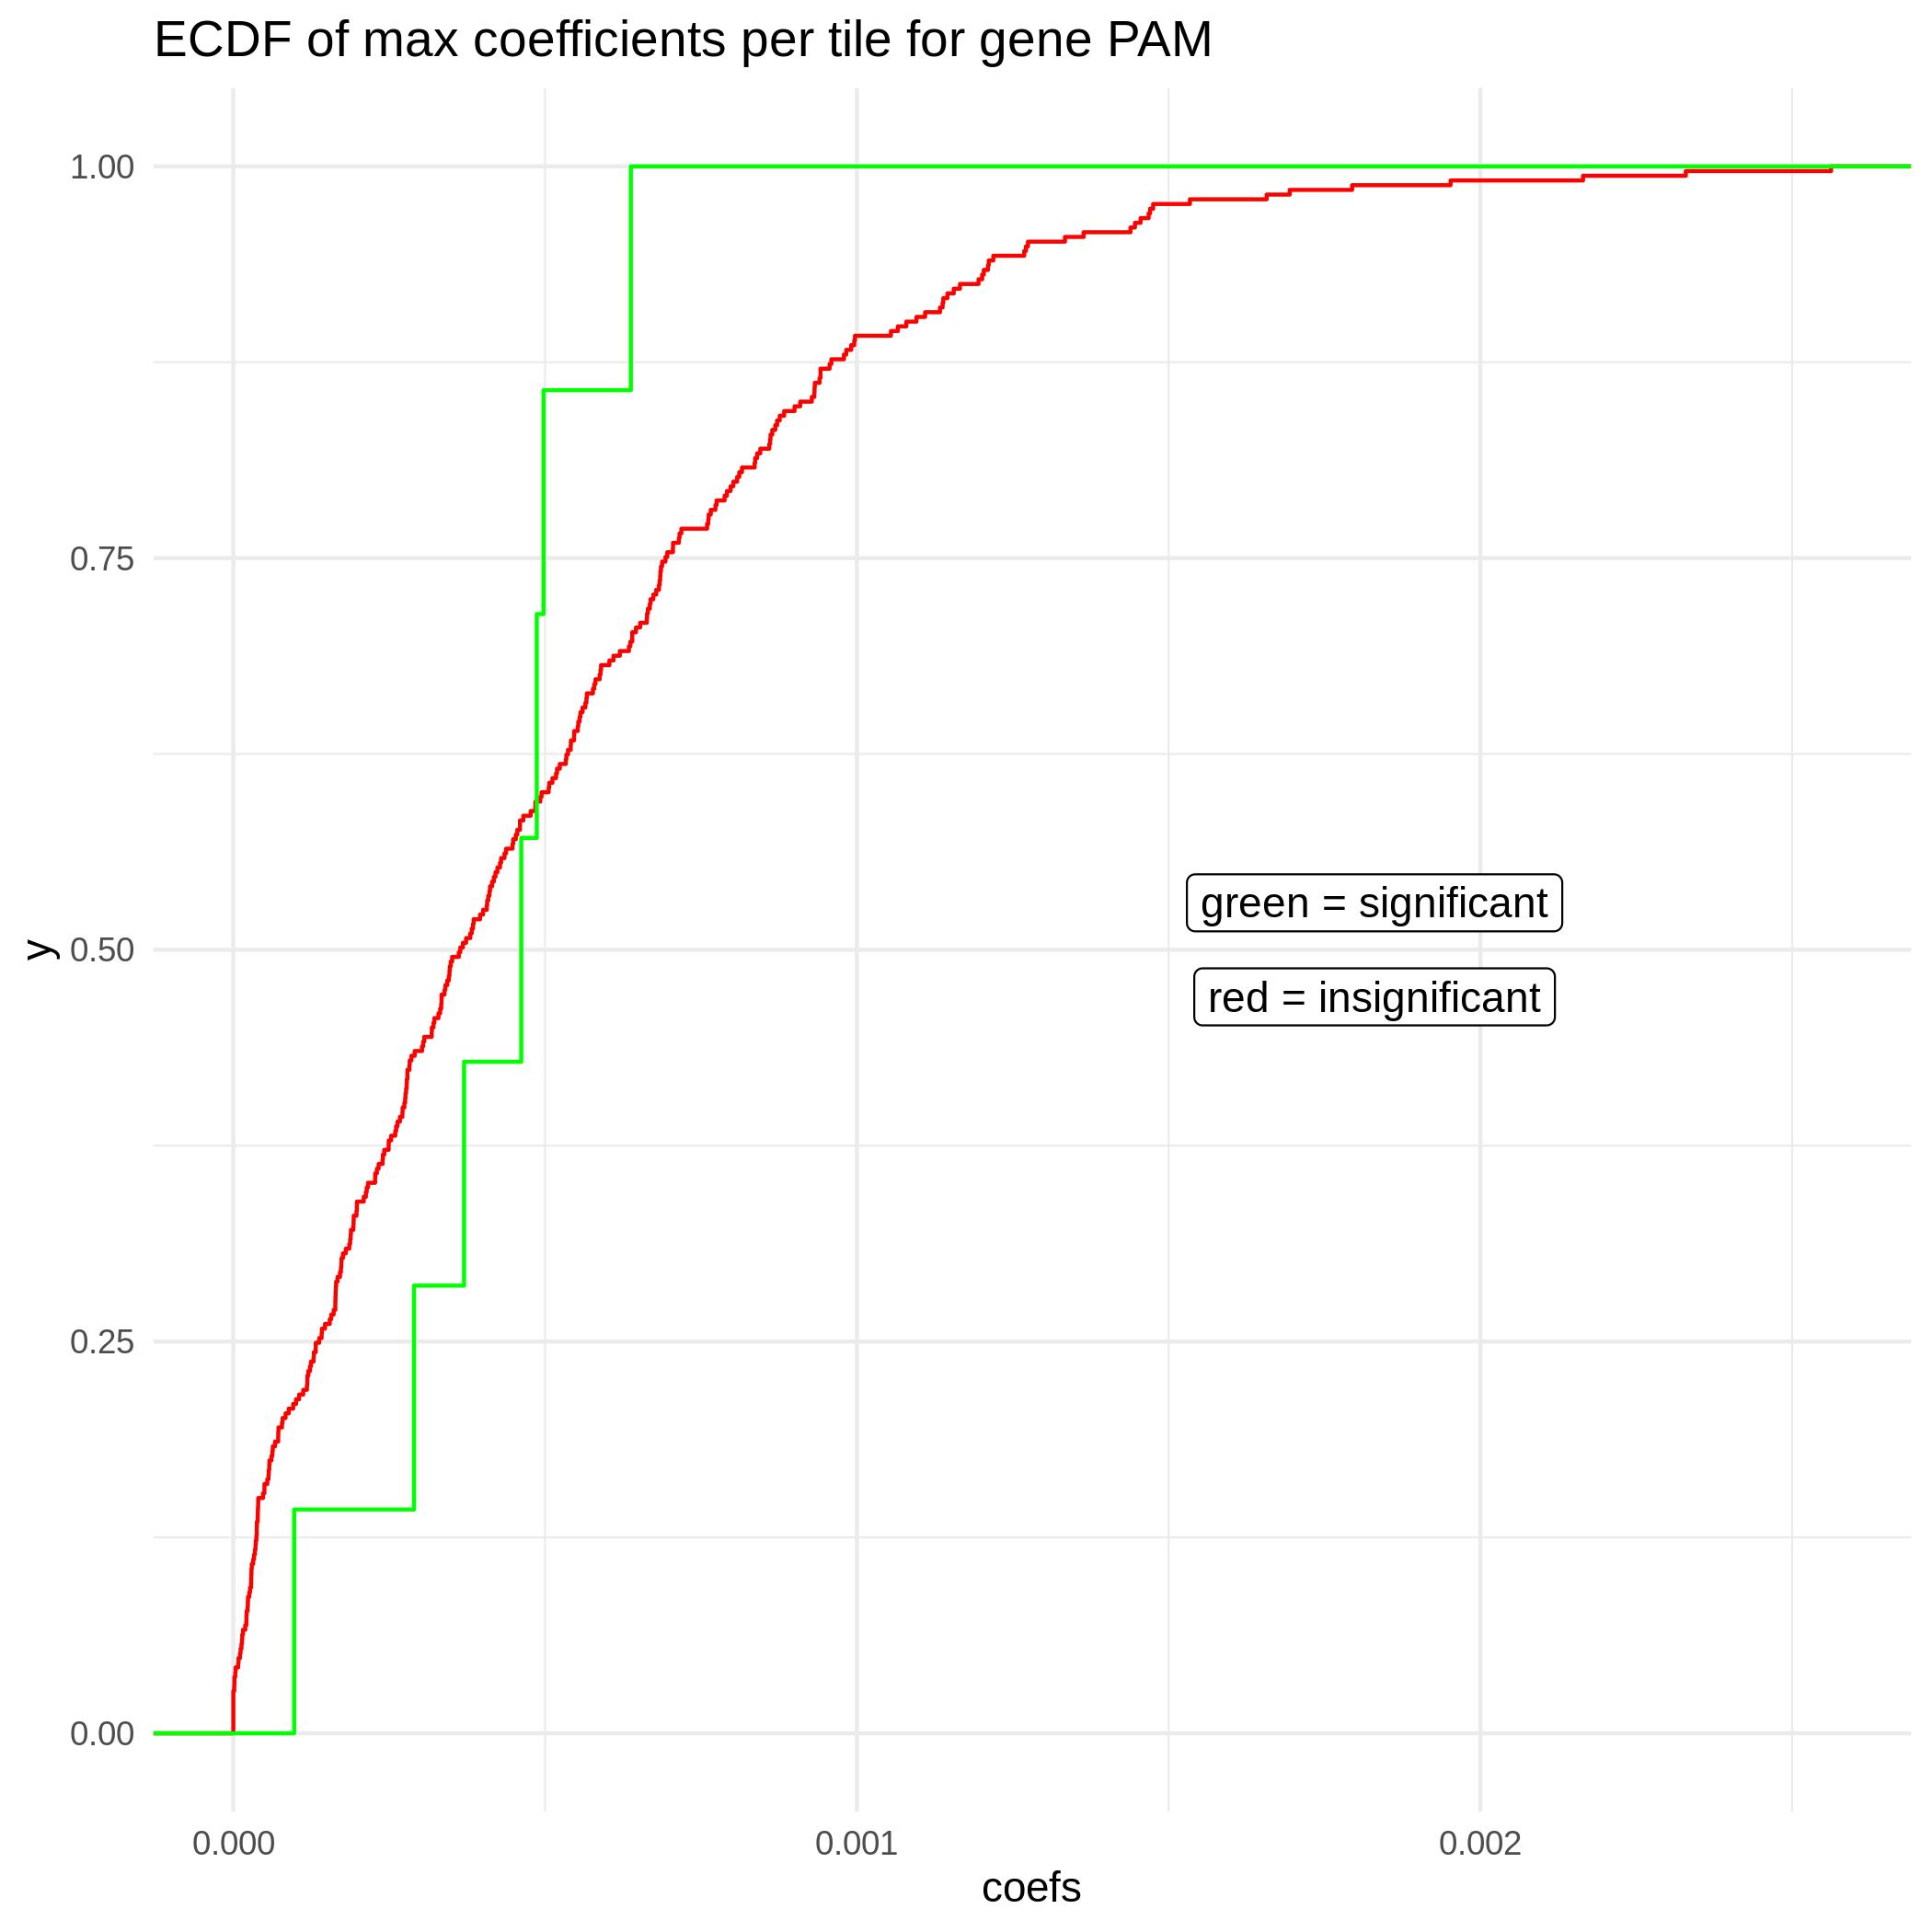 ECDF of max coefficients per tile for gene PAM
1.00
0.75
0.50
0.25
0.00
y
green = significant
red = insignificant
0.000
0.001
0.002
coefs